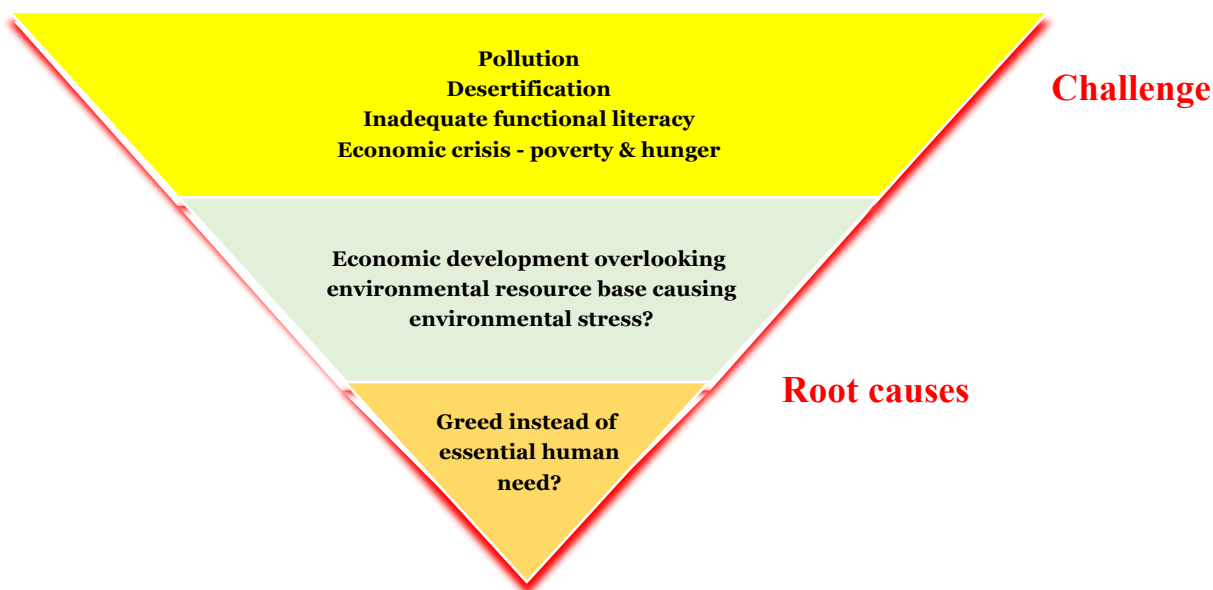 Pollution
Desertification
Inadequate functional literacy
Economic crisis - poverty & hunger
Challenge
Economic development overlooking
environmental resource base causing
environmental stress?
Root causes
Greed instead of
essential human
need?